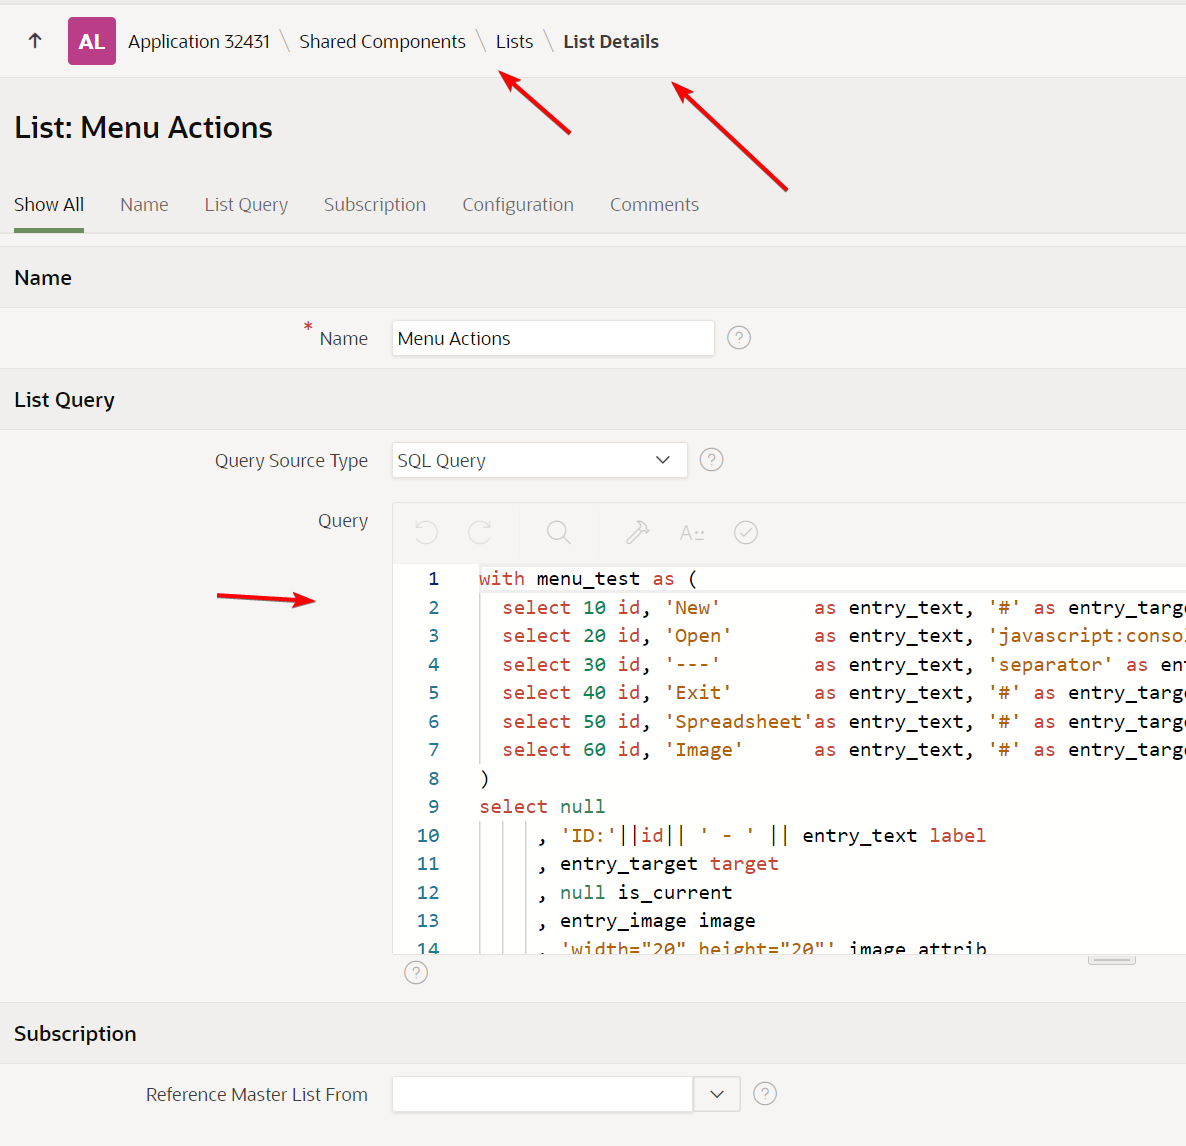 AL Application 32431 \ Shared Components \ Lists \ List Details
List: Menu Actions
Show All Name List Query Subscription Configuration Comments
Name
* Name Menu Actions ?
List Query
Query Source Type SQL Query ?
Query
A
1 with menu_test as (
2 select 10 id, 'New' as entry_text, '#' as entry_targ
3 select 20 id, 'Open' as entry_text, 'javascript:conso
4 select 30 id, '---' as entry_text, 'separator' as en
5 select 40 id, 'Exit' as entry_text, '#' as entry_targ
6 select 50 id, 'Spreadsheet'as entry_text, '#' as entry_targ
7 select 60 id, 'Image' as entry_text, '#' as entry_targ
8 )
9 select null
10 , 'ID:'||id|| ' - ' || entry_text label
11 , entry_target target
12 , null is_current
13 , entry_image image
14 , 'width="20" height="20"' image_attrib
?
Subscription
Reference Master List From ?